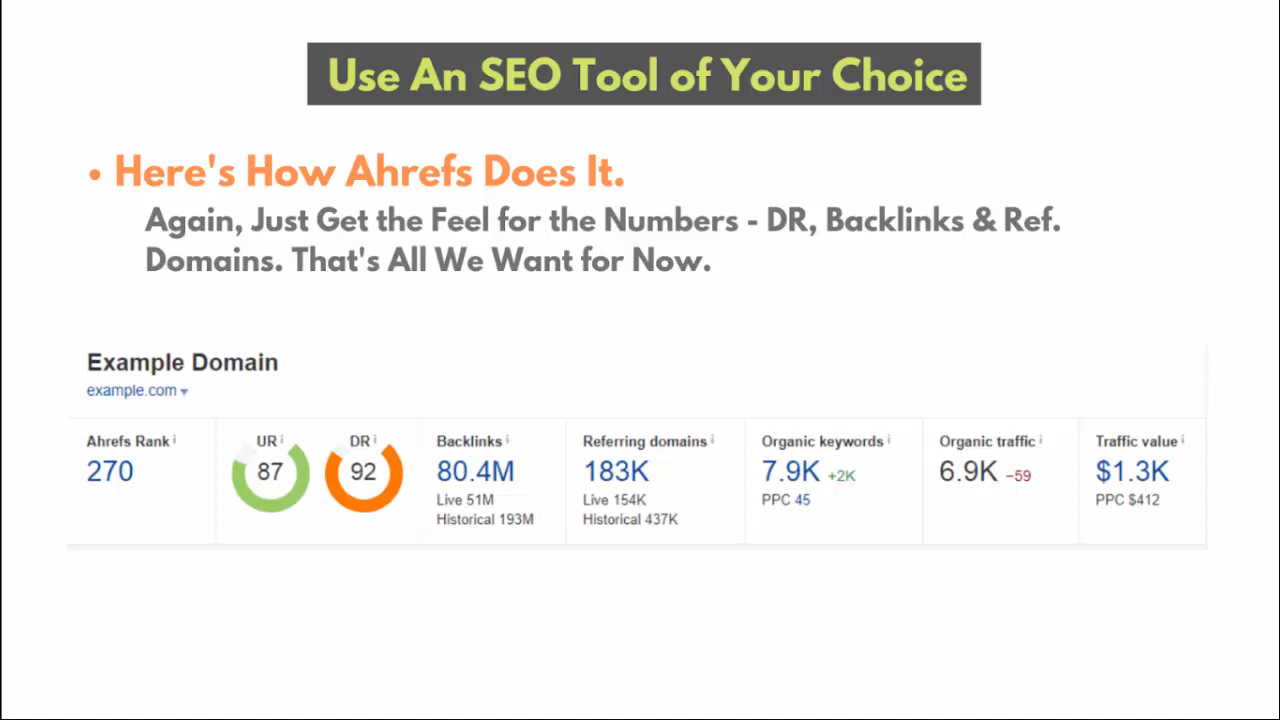 Use An SEO Tool of Your Choice
• Here's How Ahrefs Does It.
Again, Just Get the Feel for the Numbers - DR, Backlinks & Ref.
Domains. That's All We Want for Now.
Example Domain
example.com
Ahrefs Rank i
270
UR i
87
DR i
92
Backlinks i
80.4M
Live 51M
Historical 193M
Referring domains i
183K
Live 154K
Historical 437K
Organic keywords i
7.9K +2K
PPC 45
Organic traffic i
6.9K −59
Traffic value i
$1.3K
PPC $412